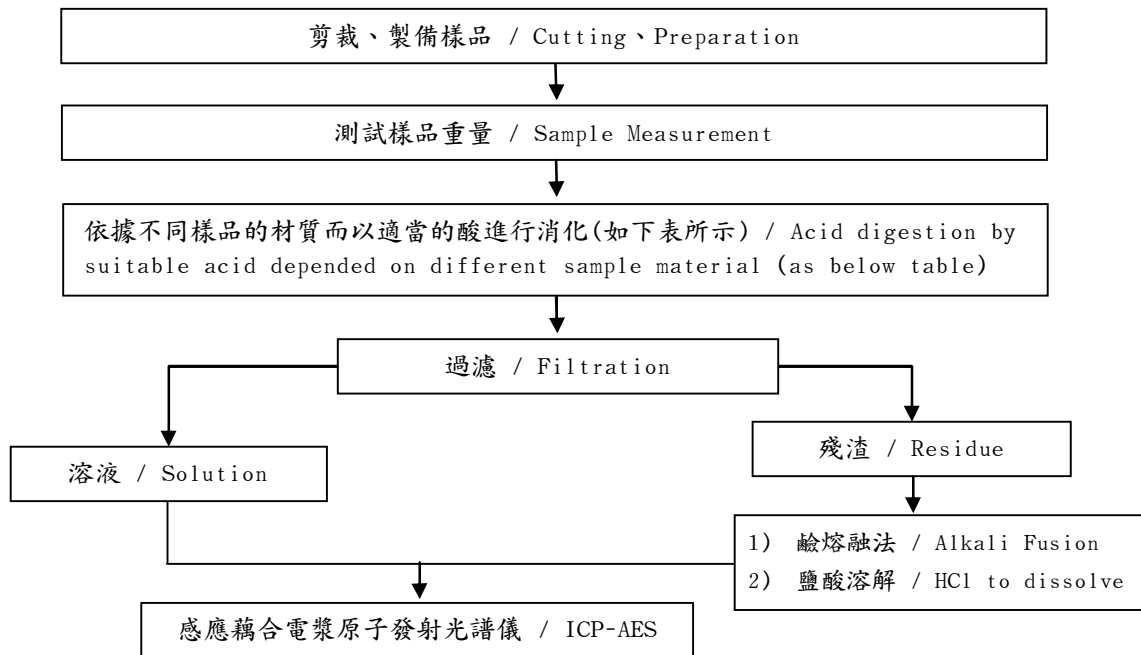 剪裁、製備樣品 / Cutting、Preparation
測試樣品重量 / Sample Measurement
依據不同樣品的材質而以適當的酸進行消化(如下表所示) / Acid digestion by
suitable acid depended on different sample material (as below table)
過濾 / Filtration
溶液 / Solution
殘渣 / Residue
1) 鹼熔融法 / Alkali Fusion
2) 鹽酸溶解 / HCl to dissolve
感應藕合電漿原子發射光譜儀 / ICP-AES